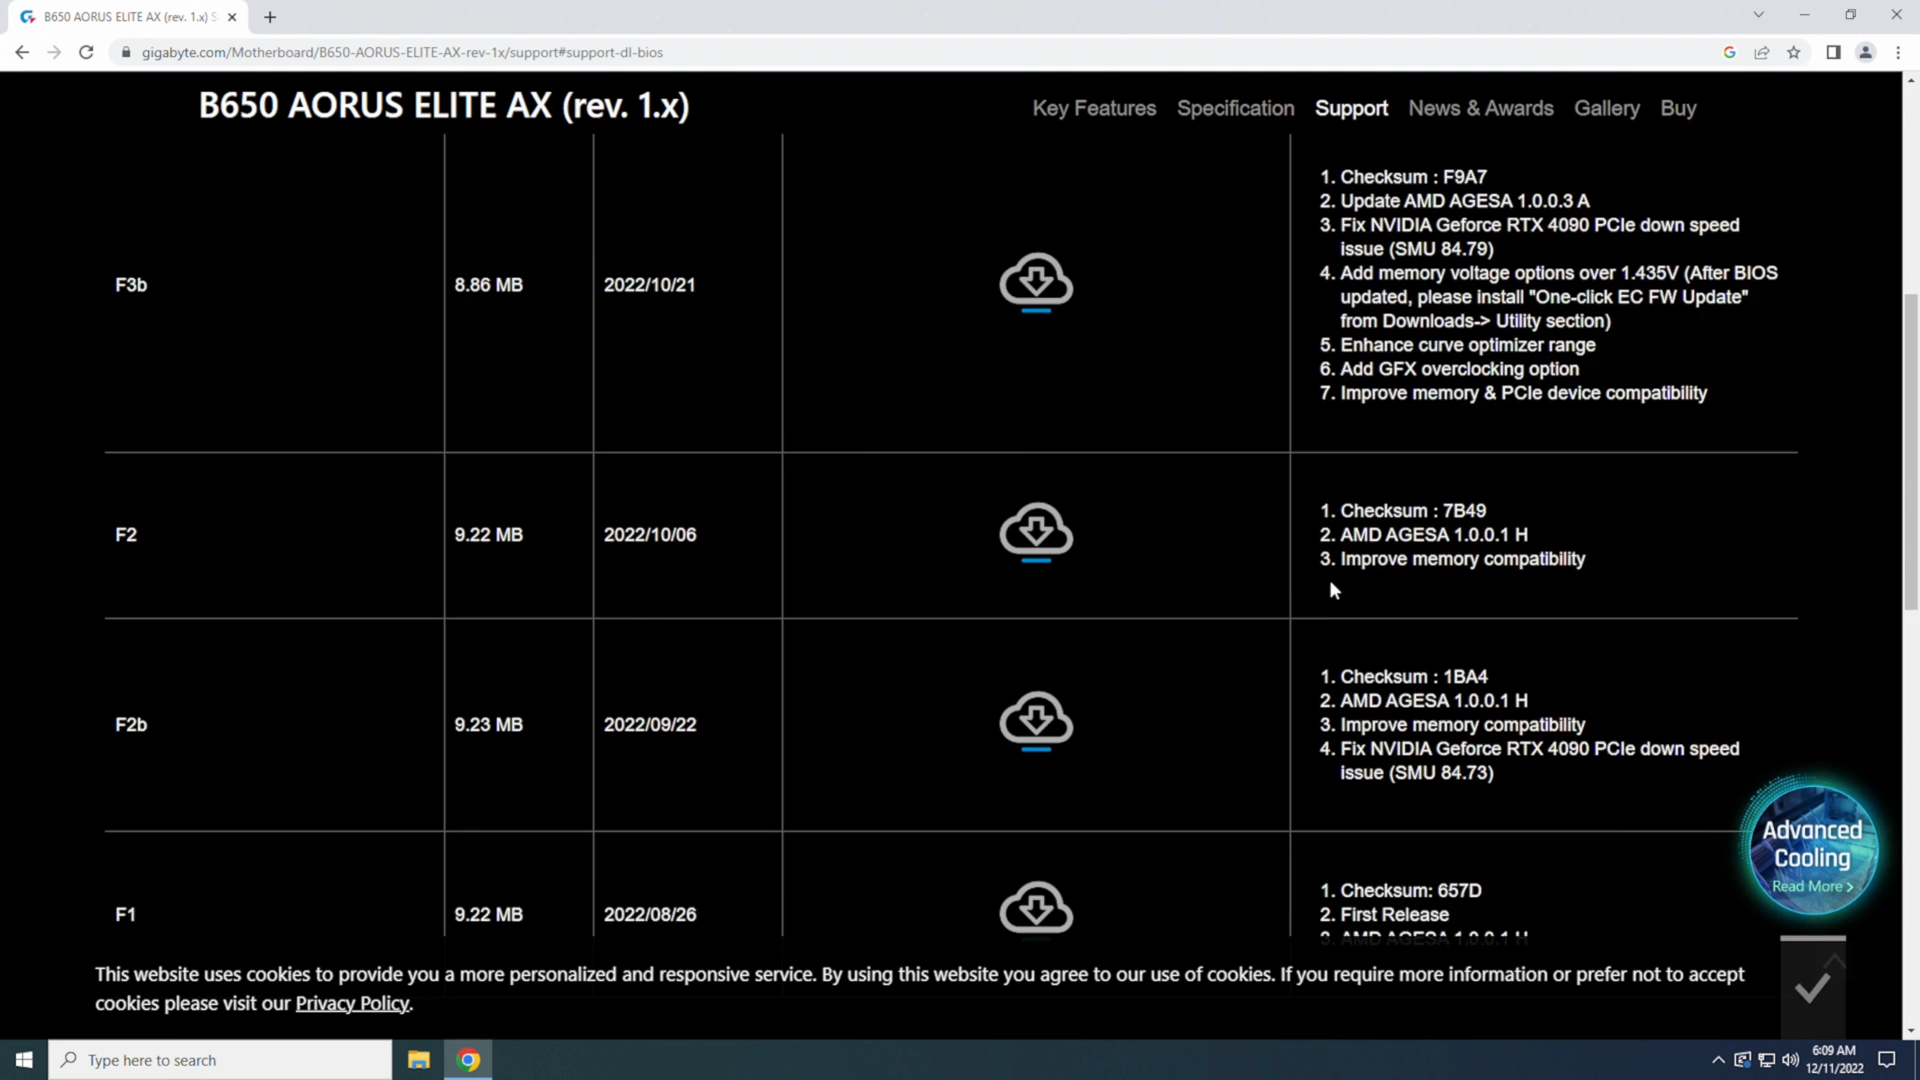 B650 AORUS ELITE AX (rev. 1.x) S
gigabyte.com/Motherboard/B650-AORUS-ELITE-AX-rev-1x/support#support-dl-bios
B650 AORUS ELITE AX (rev. 1.x)
Key Features Specification Support News & Awards Gallery Buy
F3b
8.86 MB
2022/10/21
1. Checksum : F9A7
2. Update AMD AGESA 1.0.0.3 A
3. Fix NVIDIA Geforce RTX 4090 PCIe down speed
issue (SMU 84.79)
4. Add memory voltage options over 1.435V (After BIOS
updated, please install "One-click EC FW Update"
from Downloads-> Utility section)
5. Enhance curve optimizer range
6. Add GFX overclocking option
7. Improve memory & PCIe device compatibility
F2
9.22 MB
2022/10/06
1. Checksum : 7B49
2. AMD AGESA 1.0.0.1 H
3. Improve memory compatibility
F2b
9.23 MB
2022/09/22
1. Checksum : 1BA4
2. AMD AGESA 1.0.0.1 H
3. Improve memory compatibility
4. Fix NVIDIA Geforce RTX 4090 PCIe down speed
issue (SMU 84.73)
Advanced
Cooling
Read More >
F1
9.22 MB
2022/08/26
1. Checksum: 657D
2. First Release
3. AMD AGESA 1.0.0.1 H
This website uses cookies to provide you a more personalized and responsive service. By using this website you agree to our use of cookies. If you require more information or prefer not to accept
cookies please visit our Privacy Policy.
Type here to search
6:09 AM
12/11/2022